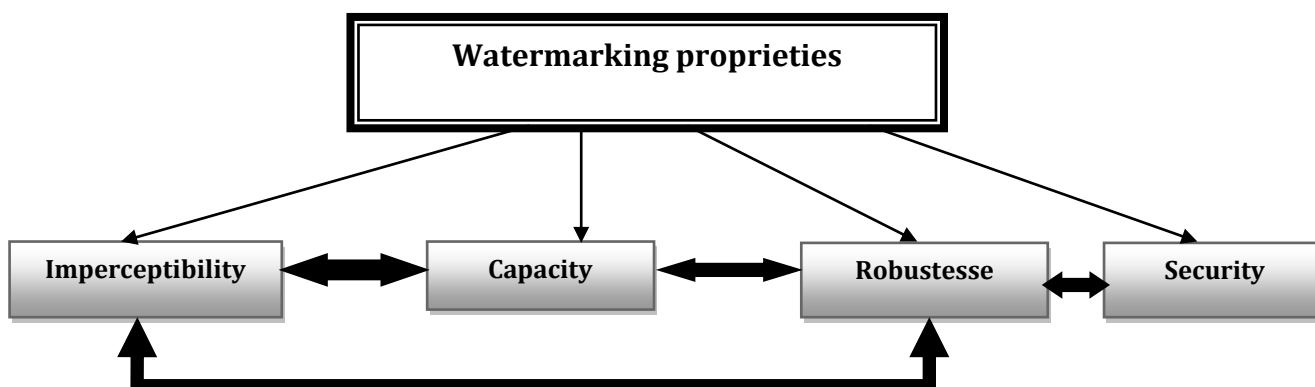 Watermarking proprieties
Imperceptibility
Capacity
Robustesse
Security